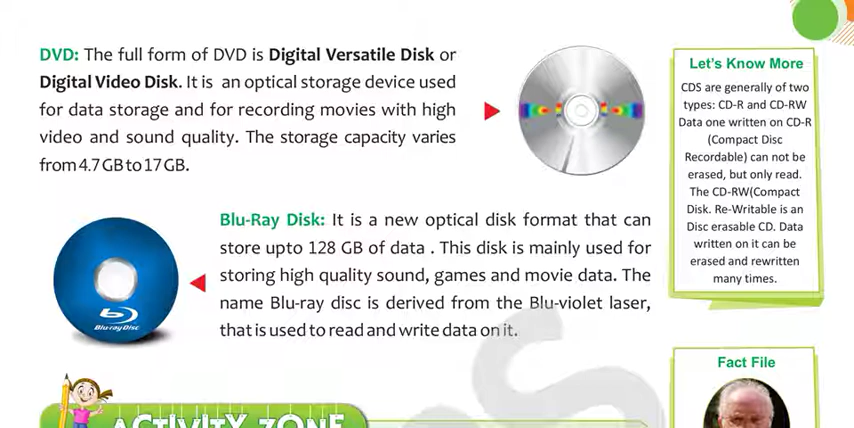 DVD: The full form of DVD is Digital Versatile Disk or
Digital Video Disk. It is an optical storage device used
for data storage and for recording movies with high
video and sound quality. The storage capacity varies
from 4.7 GB to 17 GB.
Blu-Ray Disk: It is a new optical disk format that can
store upto 128 GB of data . This disk is mainly used for
storing high quality sound, games and movie data. The
name Blu-ray disc is derived from the Blu-violet laser,
that is used to read and write data on it.
Blu-ray Disc
Let's Know More
CDS are generally of two
types: CD-R and CD-RW
Data one written on CD-R
(Compact Disc
Recordable) can not be
erased, but only read.
The CD-RW(Compact
Disk. Re-Writable is an
Disc erasable CD. Data
written on it can be
erased and rewritten
many times.
Fact File
ACTIVITY ZONE